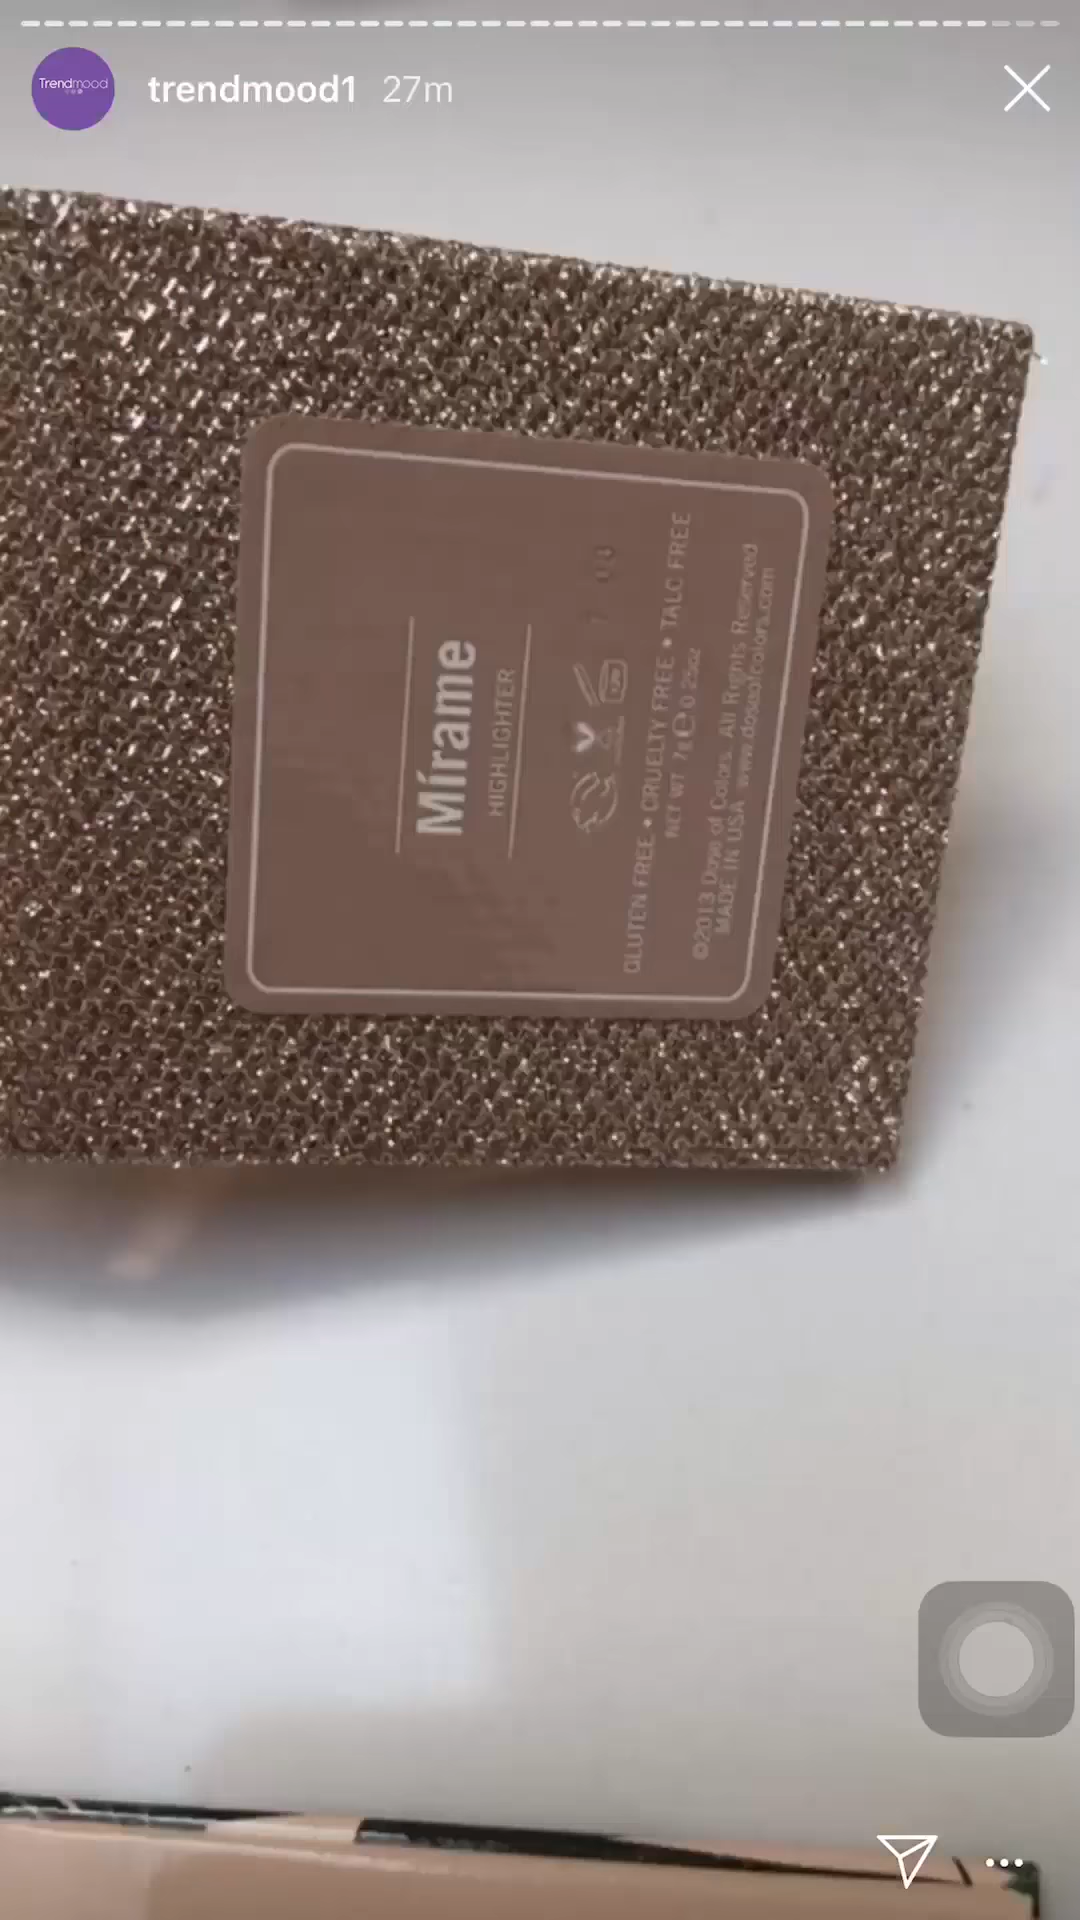 Trendmood
trendmood1 27m
Mírame
HIGHLIGHTER
GLUTEN FREE • CRUELTY FREE • TALC FREE
NET WT 7g ℮ 0.25oz
©2013 Dose of Colors. All Rights Reserved
MADE IN USA www.doseofcolors.com